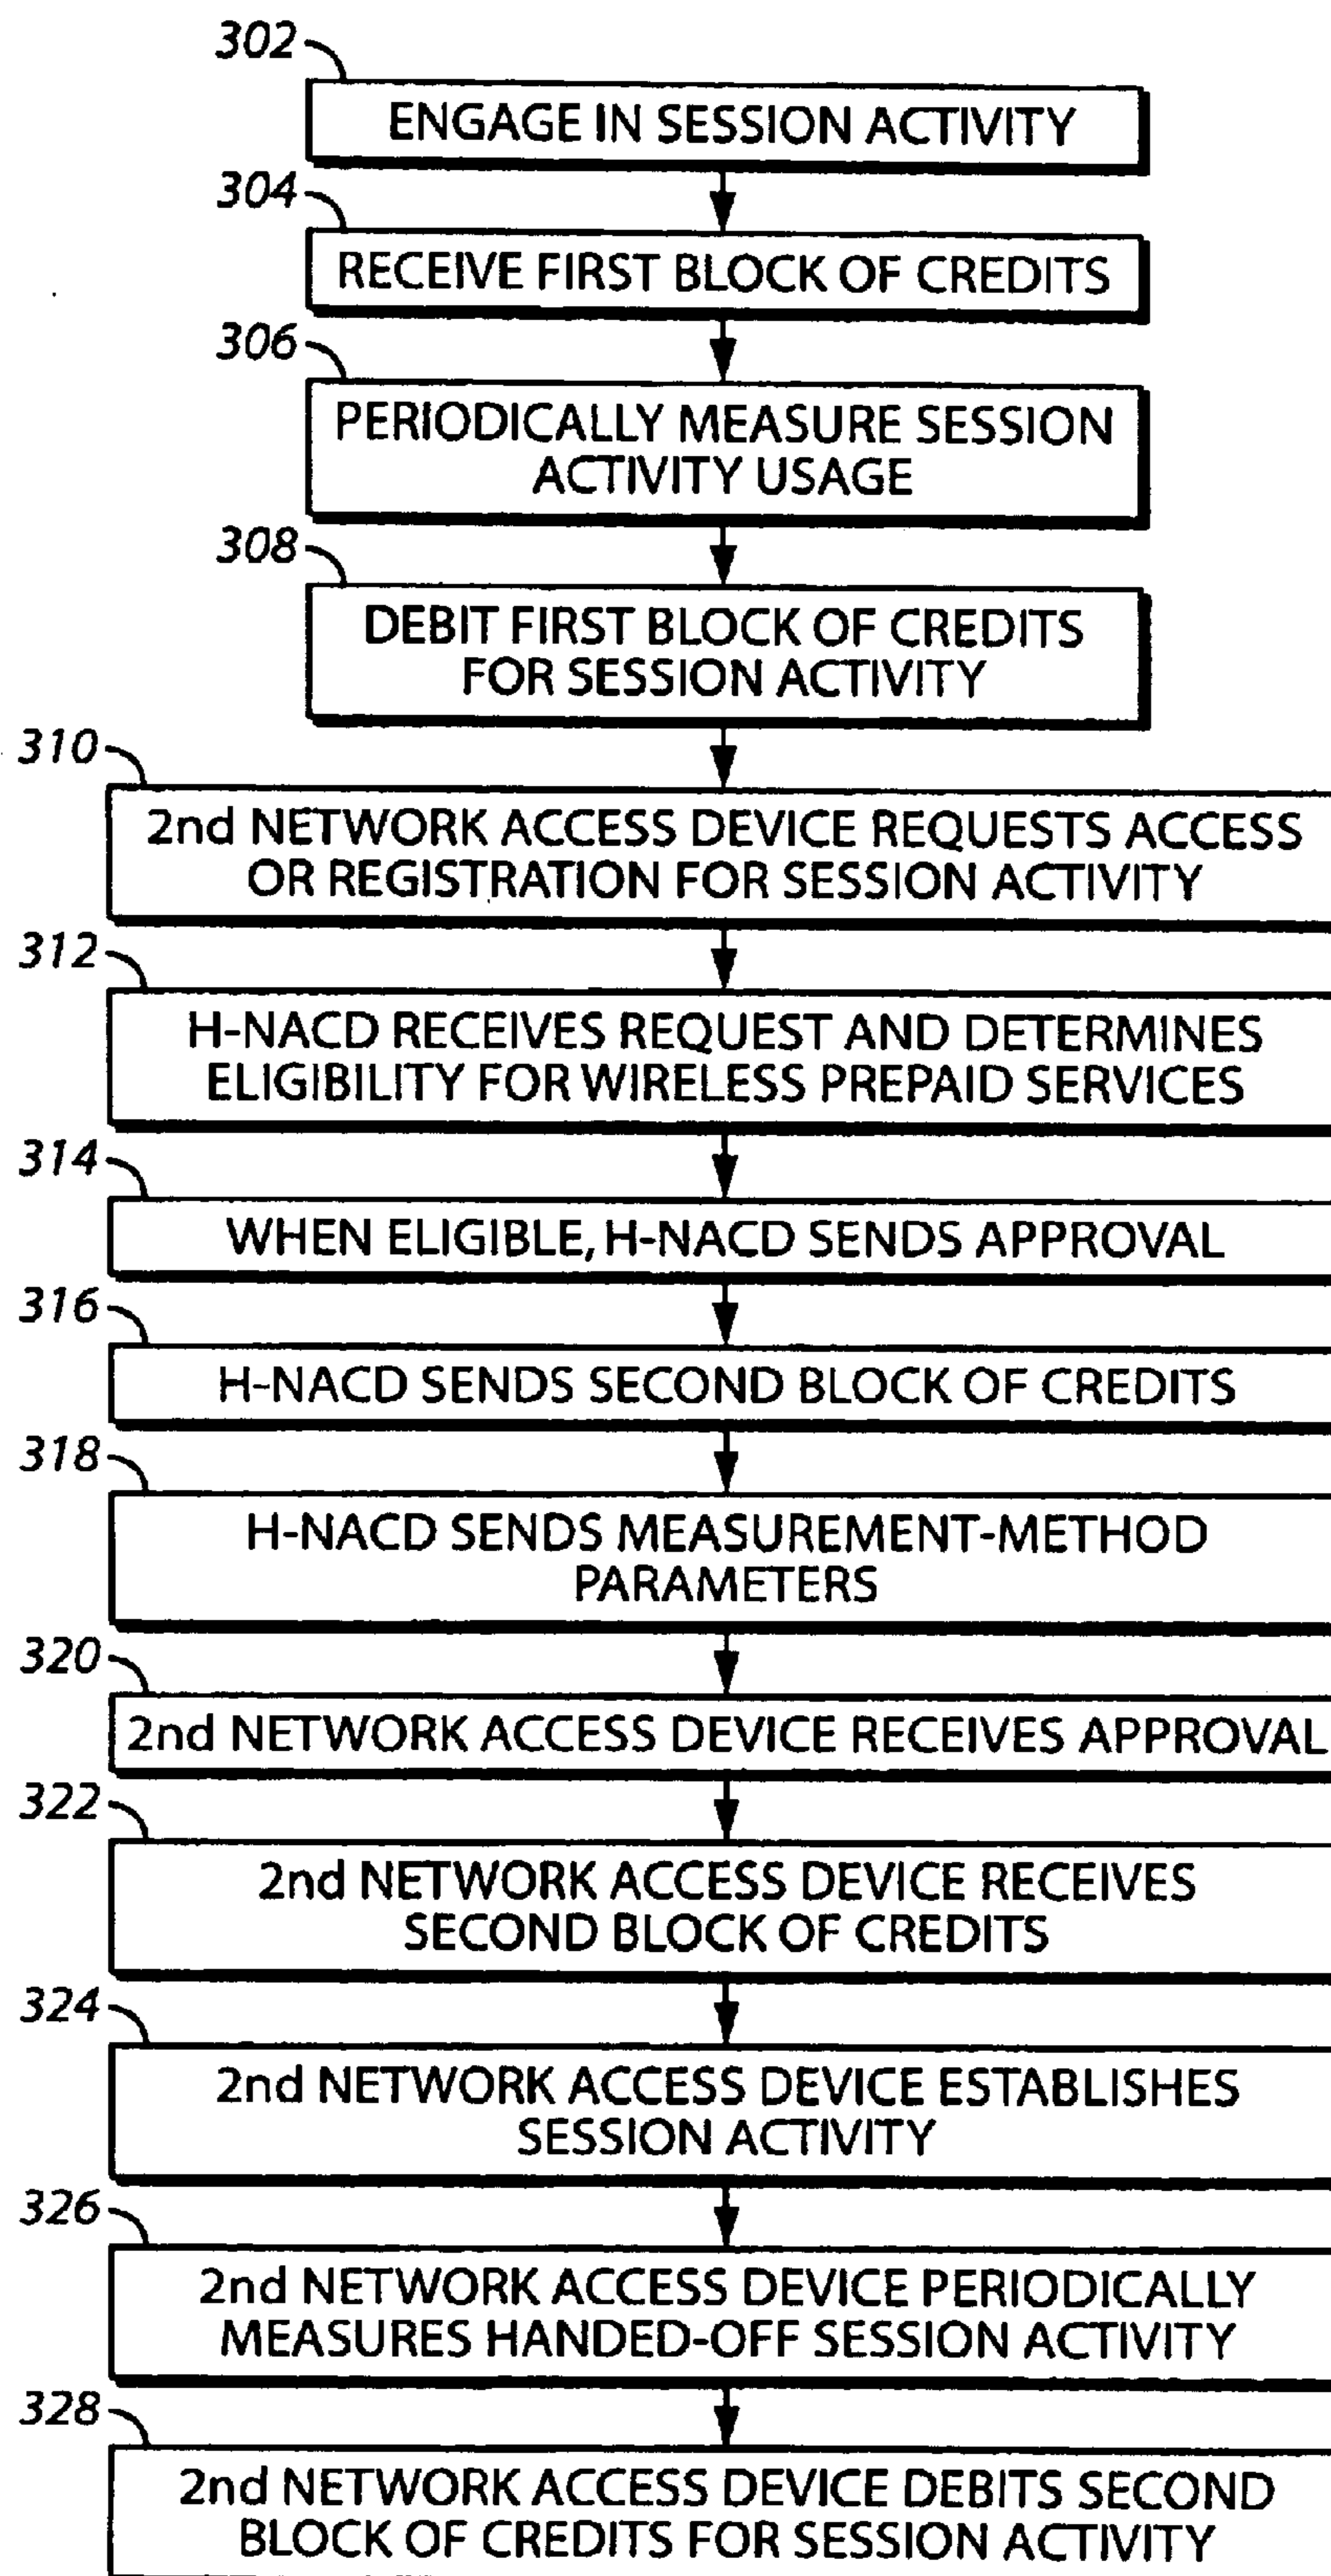 302
ENGAGE IN SESSION ACTIVITY
304
RECEIVE FIRST BLOCK OF CREDITS
306
PERIODICALLY MEASURE SESSION
ACTIVITY USAGE
308
DEBIT FIRST BLOCK OF CREDITS
FOR SESSION ACTIVITY
310
2nd NETWORK ACCESS DEVICE REQUESTS ACCESS
OR REGISTRATION FOR SESSION ACTIVITY
312
H-NACD RECEIVES REQUEST AND DETERMINES
ELIGIBILITY FOR WIRELESS PREPAID SERVICES
314
WHEN ELIGIBLE, H-NACD SENDS APPROVAL
316
H-NACD SENDS SECOND BLOCK OF CREDITS
318
H-NACD SENDS MEASUREMENT-METHOD
PARAMETERS
320
2nd NETWORK ACCESS DEVICE RECEIVES APPROVAL
322
2nd NETWORK ACCESS DEVICE RECEIVES
SECOND BLOCK OF CREDITS
324
2nd NETWORK ACCESS DEVICE ESTABLISHES
SESSION ACTIVITY
326
2nd NETWORK ACCESS DEVICE PERIODICALLY
MEASURES HANDED-OFF SESSION ACTIVITY
328
2nd NETWORK ACCESS DEVICE DEBITS SECOND
BLOCK OF CREDITS FOR SESSION ACTIVITY